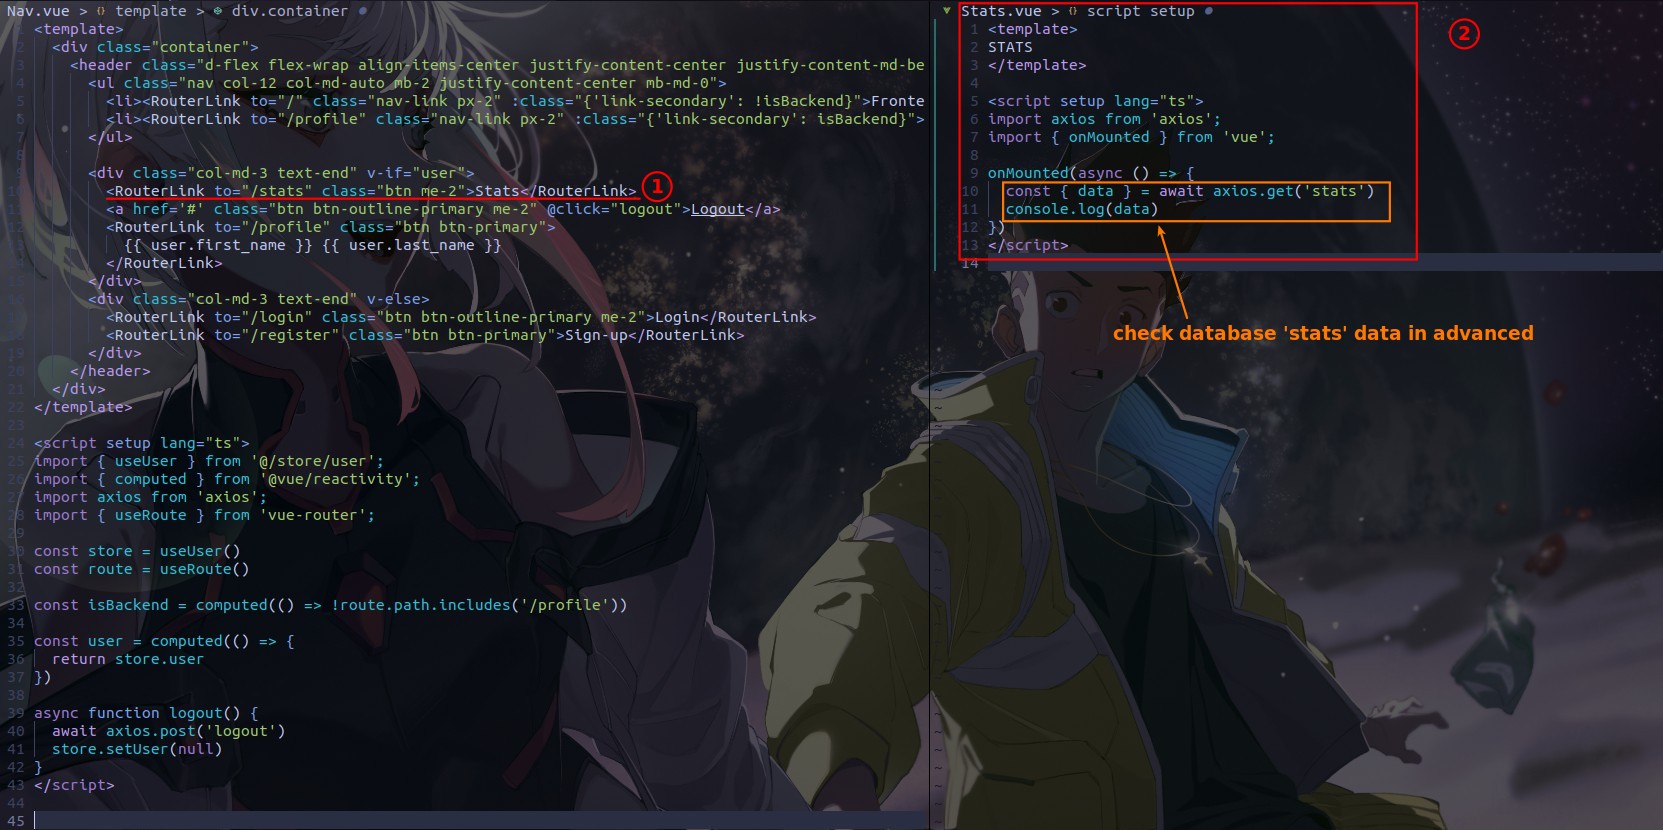 Nav.vue > {} template > div.container
<template>
<div class="container">
<header class="d-flex flex-wrap align-items-center justify-content-center justify-content-md-be
<ul class="nav col-12 col-md-auto mb-2 justify-content-center mb-md-0">
<li><RouterLink to="/" class="nav-link px-2" :class="{'link-secondary': !isBackend}">Fronte
<li><RouterLink to="/profile" class="nav-link px-2" :class="{'link-secondary': isBackend}">
</ul>
<div class="col-md-3 text-end" v-if="user">
<RouterLink to="/stats" class="btn me-2">Stats</RouterLink>
1
<a href='#' class="btn btn-outline-primary me-2" @click="logout">Logout</a>
<RouterLink to="/profile" class="btn btn-primary">
{{ user.first_name }} {{ user.last_name }}
</RouterLink>
</div>
<div class="col-md-3 text-end" v-else>
<RouterLink to="/login" class="btn btn-outline-primary me-2">Login</RouterLink>
<RouterLink to="/register" class="btn btn-primary">Sign-up</RouterLink>
</div>
</header>
21 </div>
22 </template>
23
24 <script setup lang="ts">
25 import { useUser } from '@/store/user';
26 import { computed } from '@vue/reactivity';
27 import axios from 'axios';
28 import { useRoute } from 'vue-router';
29
30 const store = useUser()
31 const route = useRoute()
32
33 const isBackend = computed(() => !route.path.includes('/profile'))
34
35 const user = computed(() => {
36 return store.user
37 })
38
39 async function logout() {
40 await axios.post('logout')
41 store.setUser(null)
42 }
43 </script>
44
45
Stats.vue > {} script setup
2
1 <template>
2 STATS
3 </template>
4
5 <script setup lang="ts">
6 import axios from 'axios';
7 import { onMounted } from 'vue';
8
9 onMounted(async () => {
10 const { data } = await axios.get('stats')
11 console.log(data)
12 })
13 </script>
14
check database 'stats' data in advanced